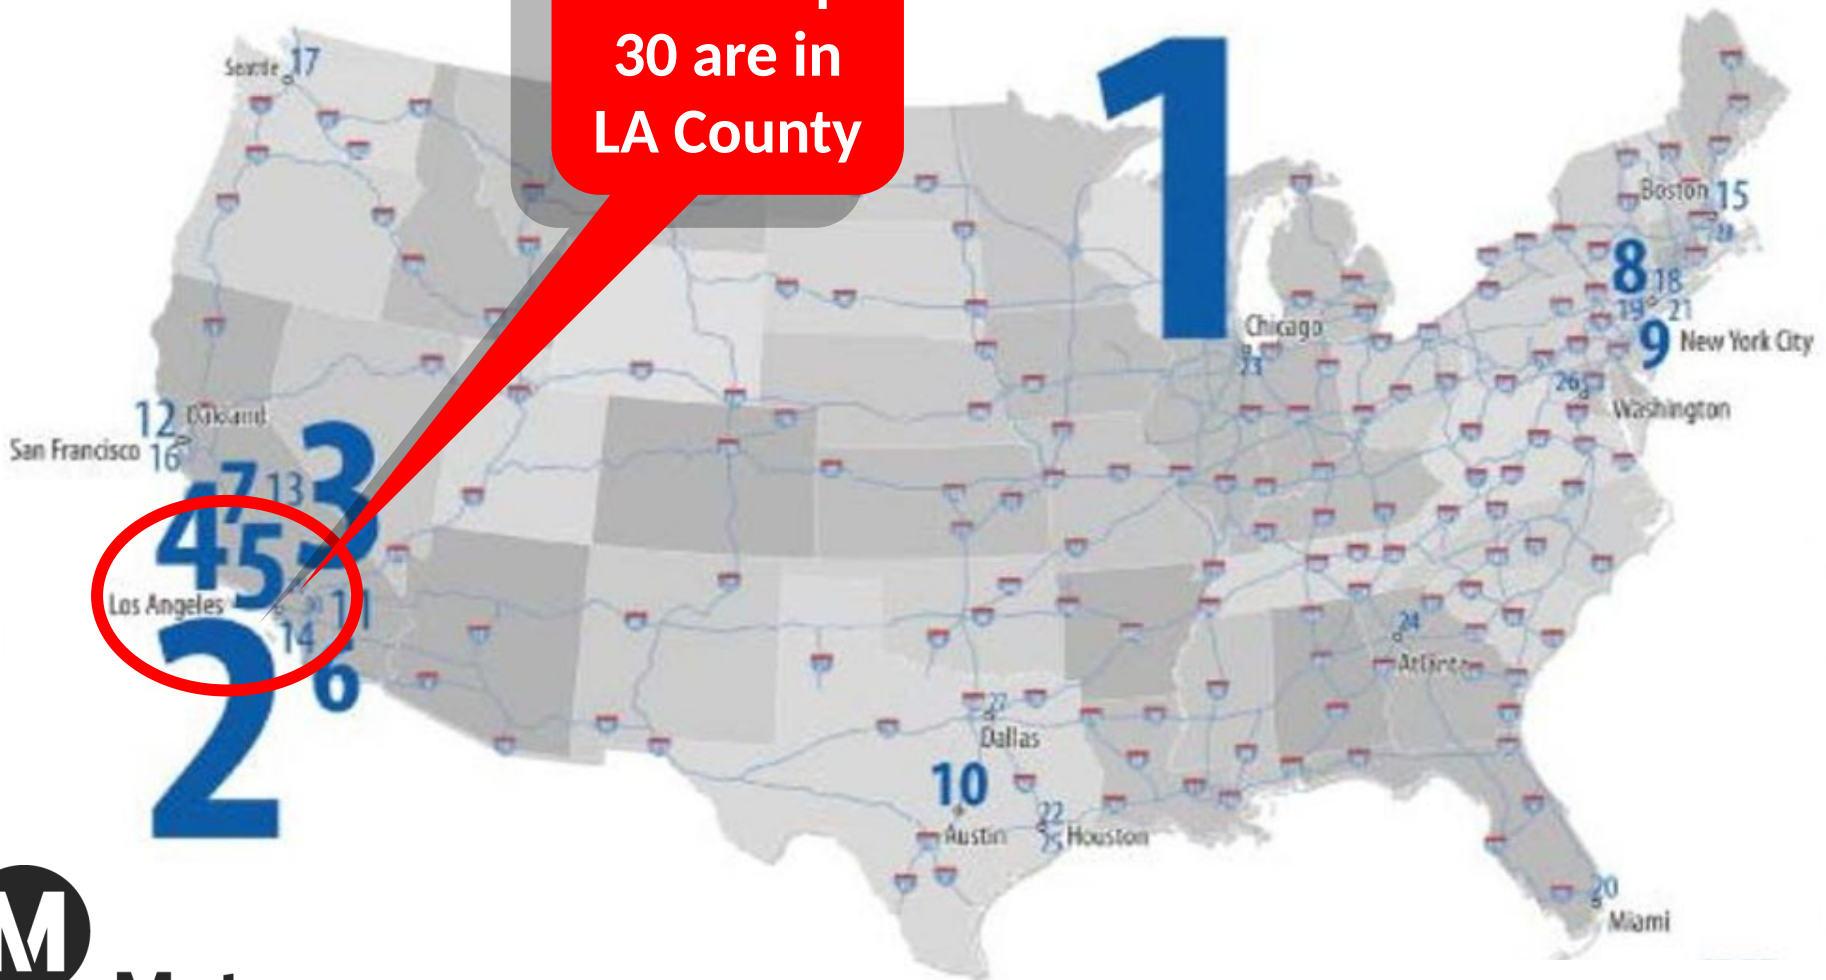 30 are in
LA County
1
Seattle 17
Boston 15
8 18
19 21
9 New York City
Chicago
23
26
Washington
12 Oakland
San Francisco 16
3
7 13
4
5
Los Angeles
11
14
2
6
24
Atlanta
27
Dallas
10
Austin
22
25 Houston
20
Miami
M